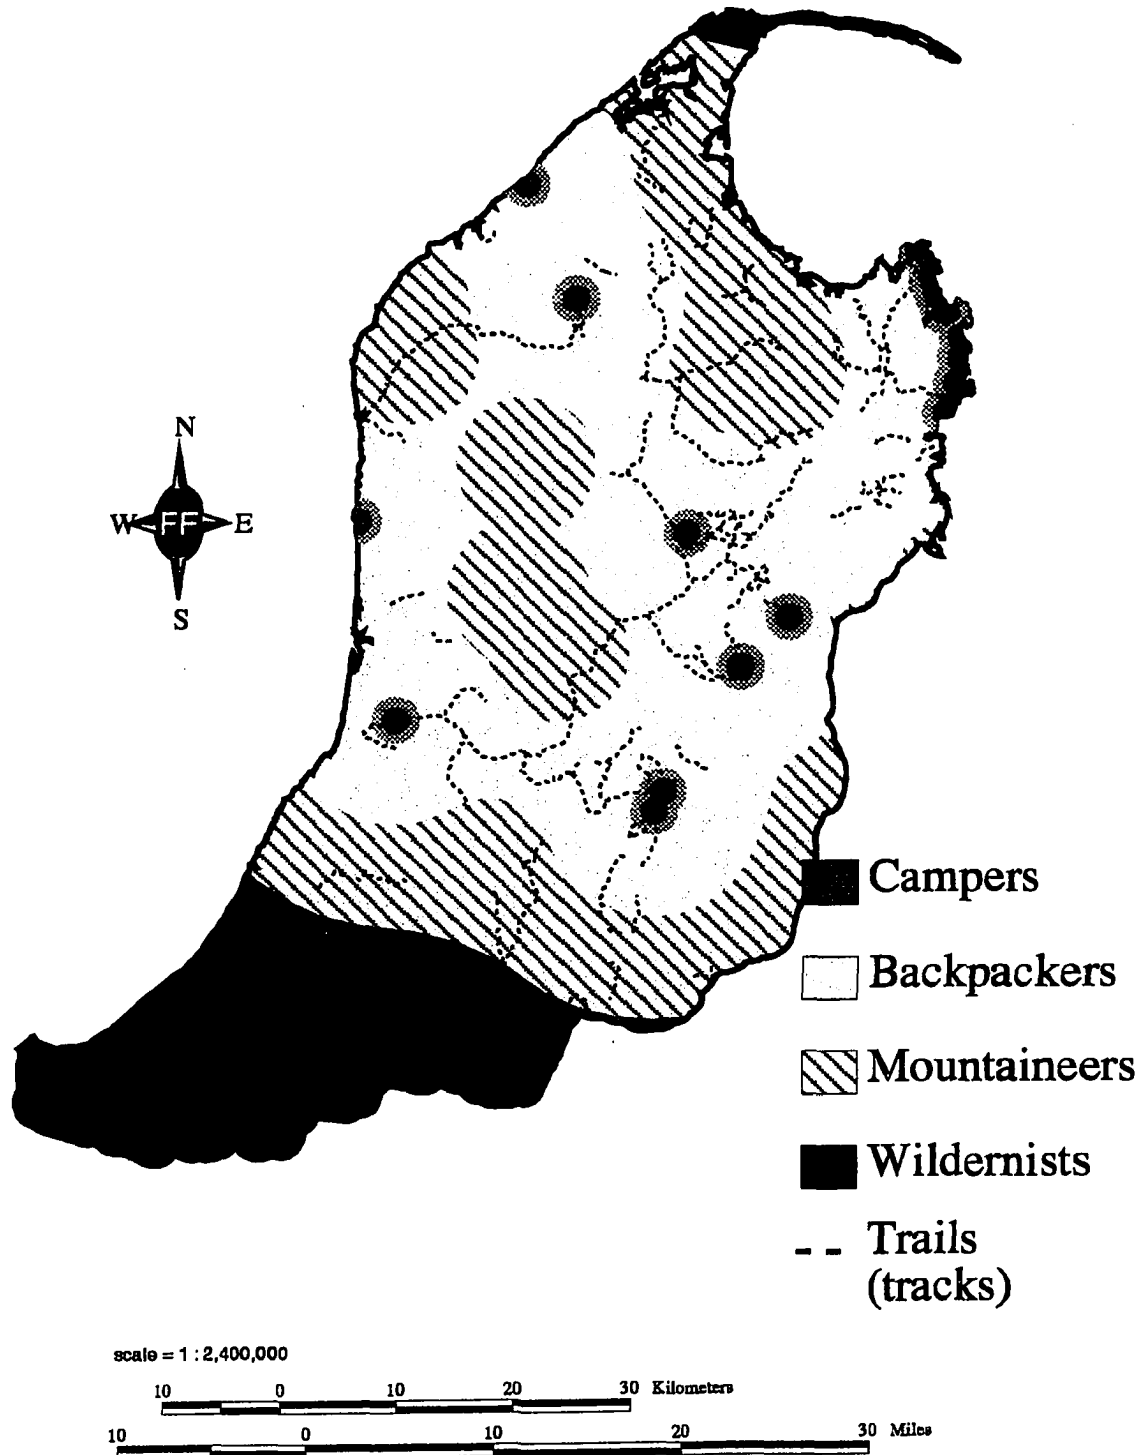 N
W FF E
S
Campers
Backpackers
Mountaineers
Wildernists
Trails
(tracks)
scale = 1 : 2,400,000
10 0 10 20 30 Kilometers
10 0 10 20 30 Miles